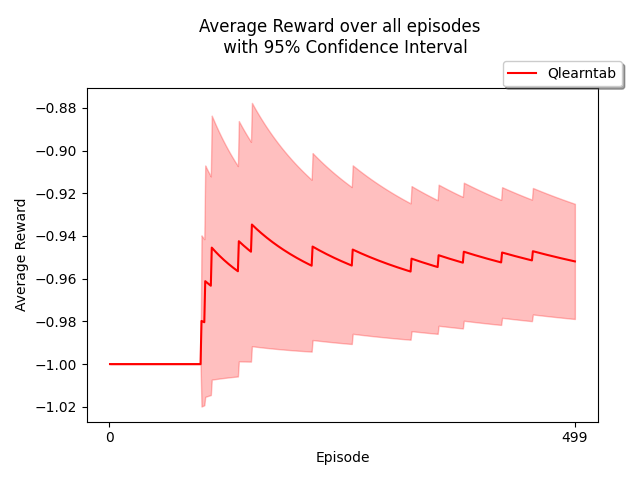 Average Reward over all episodes
with 95% Confidence Interval
Qlearntab
−0.88
−0.90
−0.92
−0.94
−0.96
−0.98
−1.00
−1.02
Average Reward
0
499
Episode